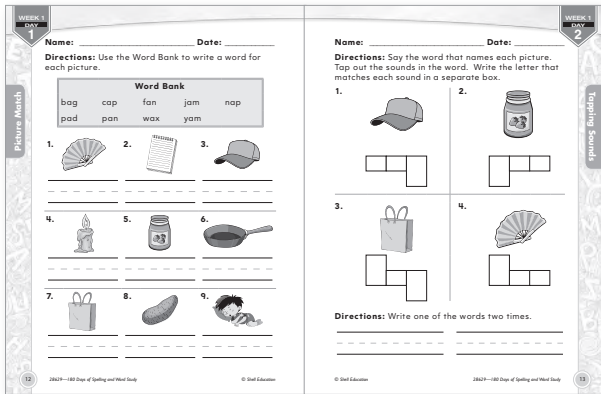 WEEK 1
DAY
1
Name: Date:
Directions: Use the Word Bank to write a word for
each picture.
Word Bank
bag cap fan jam nap
pad pan wax yam
Picture Match
1. 2. 3.
4. 5. 6.
7. 8. 9.
12 28629—180 Days of Spelling and Word Study © Shell Education
WEEK 1
DAY
2
Name: Date:
Directions: Say the word that names each picture.
Tap out the sounds in the word. Write the letter that
matches each sound in a separate box.
Tapping Sounds
1. 2.
3. 4.
Directions: Write one of the words two times.
© Shell Education 28629—180 Days of Spelling and Word Study 13